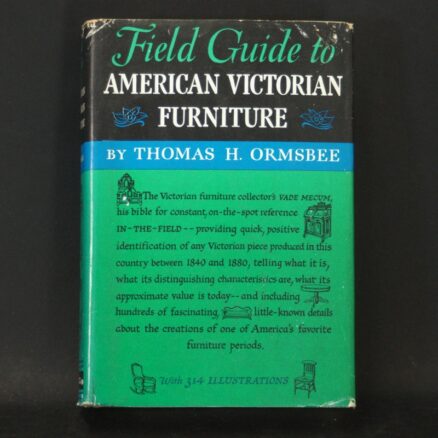 Field Guide to
AMERICAN VICTORIAN
FURNITURE
BY THOMAS H. ORMSBEE
The Victorian furniture collector's VADE MECUM,
his bible for constant, on-the-spot reference
IN-THE-FIELD--providing quick, positive
identification of any Victorian piece produced in this
country between 1840 and 1880, telling what it is,
what its distinguishing characteristics are, what its
approximate value is today--and including
hundreds of fascinating, little-known details
about the creations of one of America's favorite
furniture periods.
With 314 ILLUSTRATIONS